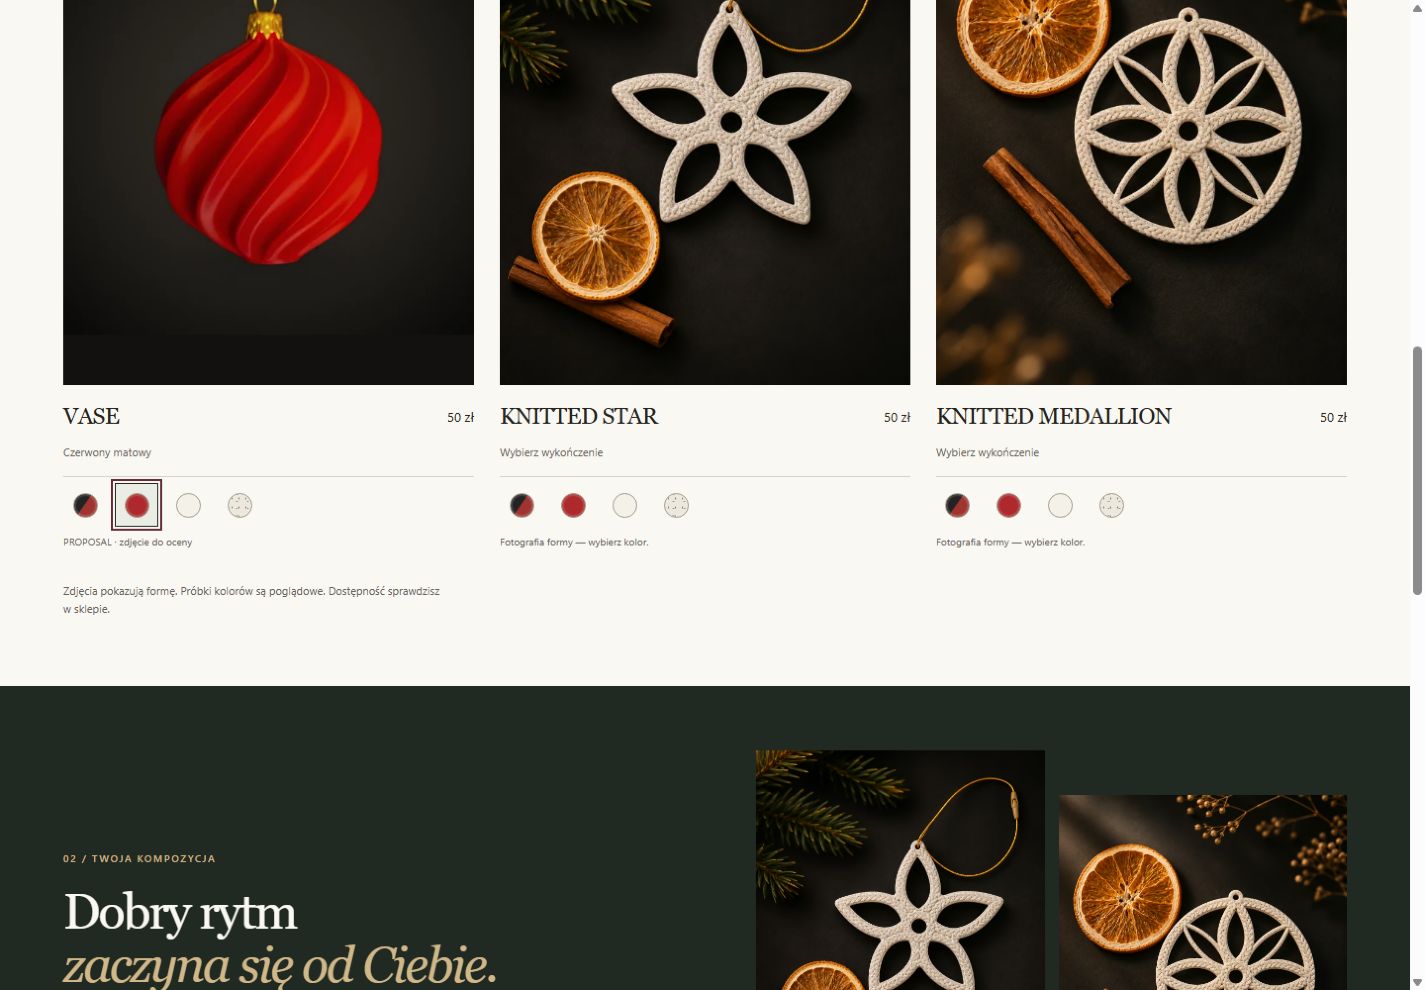 VASE
50 zł
Czerwony matowy
PROPOSAL · zdjęcie do oceny
KNITTED STAR
50 zł
Wybierz wykończenie
Fotografia formy — wybierz kolor.
KNITTED MEDALLION
50 zł
Wybierz wykończenie
Fotografia formy — wybierz kolor.
Zdjęcia pokazują formę. Próbki kolorów są poglądowe. Dostępność sprawdzisz
w sklepie.
02 / TWOJA KOMPOZYCJA
Dobry rytm
zaczyna się od Ciebie.